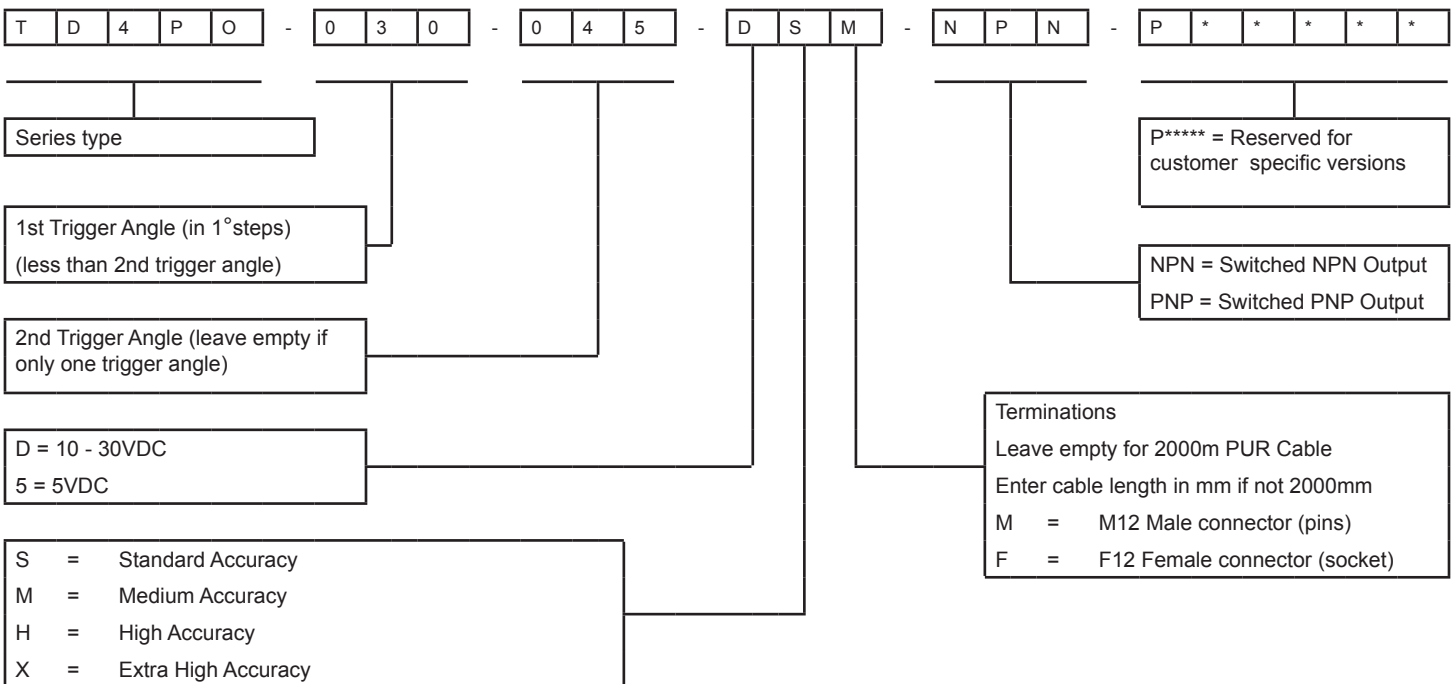 T D 4 P O - 0 3 0 - 0 4 5 - D S M - N P N - P * * * * *
Series type
P***** = Reserved for
customer specific versions
1st Trigger Angle (in 1°steps)
(less than 2nd trigger angle)
NPN = Switched NPN Output
PNP = Switched PNP Output
2nd Trigger Angle (leave empty if
only one trigger angle)
D = 10 - 30VDC
5 = 5VDC
Terminations
Leave empty for 2000m PUR Cable
Enter cable length in mm if not 2000mm
M = M12 Male connector (pins)
F = F12 Female connector (socket)
S = Standard Accuracy
M = Medium Accuracy
H = High Accuracy
X = Extra High Accuracy